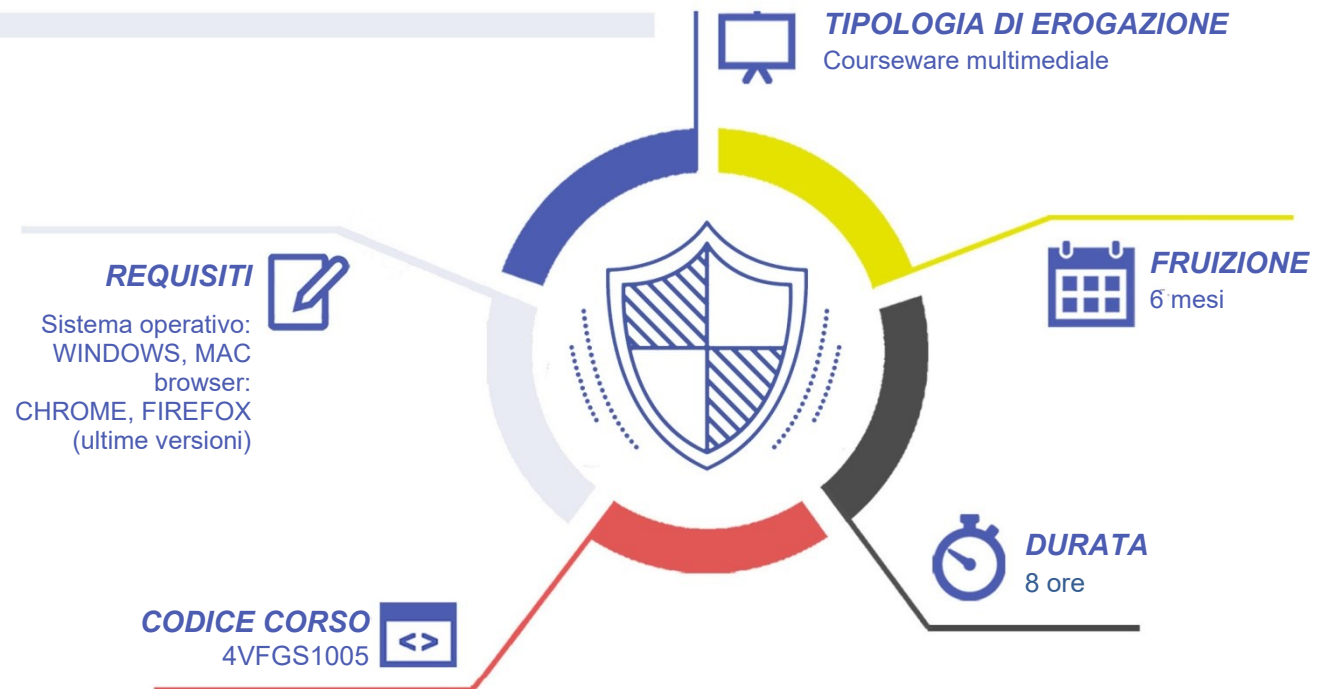 TIPOLOGIA DI EROGAZIONE
Courseware multimediale
FRUIZIONE
6 mesi
REQUISITI
Sistema operativo:
WINDOWS, MAC
browser:
CHROME, FIREFOX
(ultime versioni)
DURATA
8 ore
CODICE CORSO
4VFGS1005